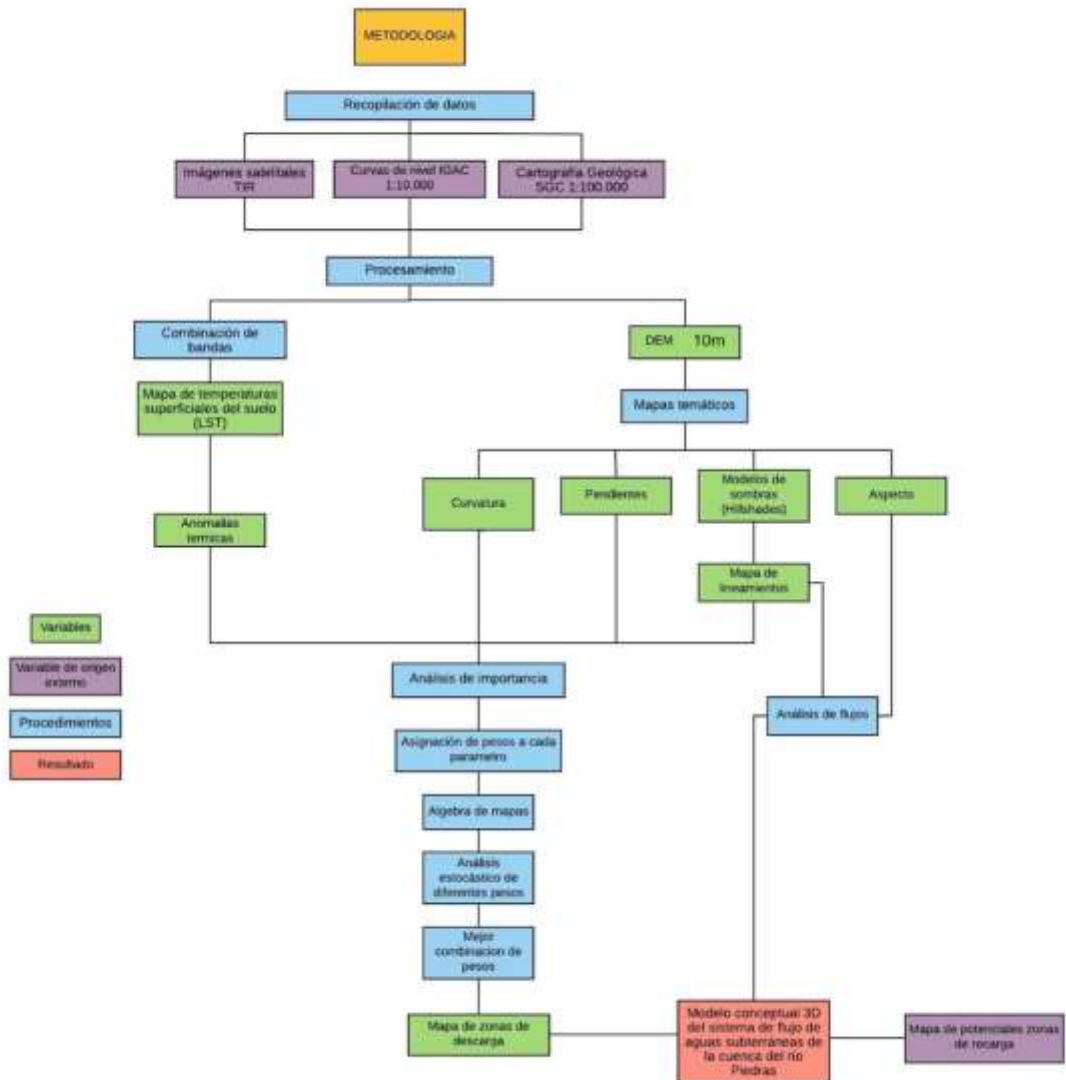 METODOLOGIA
Recopilación de datos
Imágenes satelitales
TIR
Curvas de nivel IGAC
1:10.000
Cartografía Geológica
SGC 1:100.000
Procesamiento
Combinación de
bandas
DEM 10m
Mapa de temperaturas
superficiales del suelo
(LST)
Mapas temáticos
Curvatura
Pendientes
Modelos de
sombras
(Hillshades)
Aspecto
Anomalías
termicas
Mapa de
lineamientos
Variables
Variable de origen
externo
Procedimientos
Resultado
Análisis de importancia
Análisis de flujos
Asignación de pesos a cada
parametro
Algebra de mapas
Análisis
estocástico de
diferentes pesos
Mejor
combinacion de
pesos
Mapa de zonas de
descarga
Modelo conceptual 3D
del sistema de flujo de
aguas subterráneas de
la cuenca del río
Piedras
Mapa de potenciales zonas
de recarga